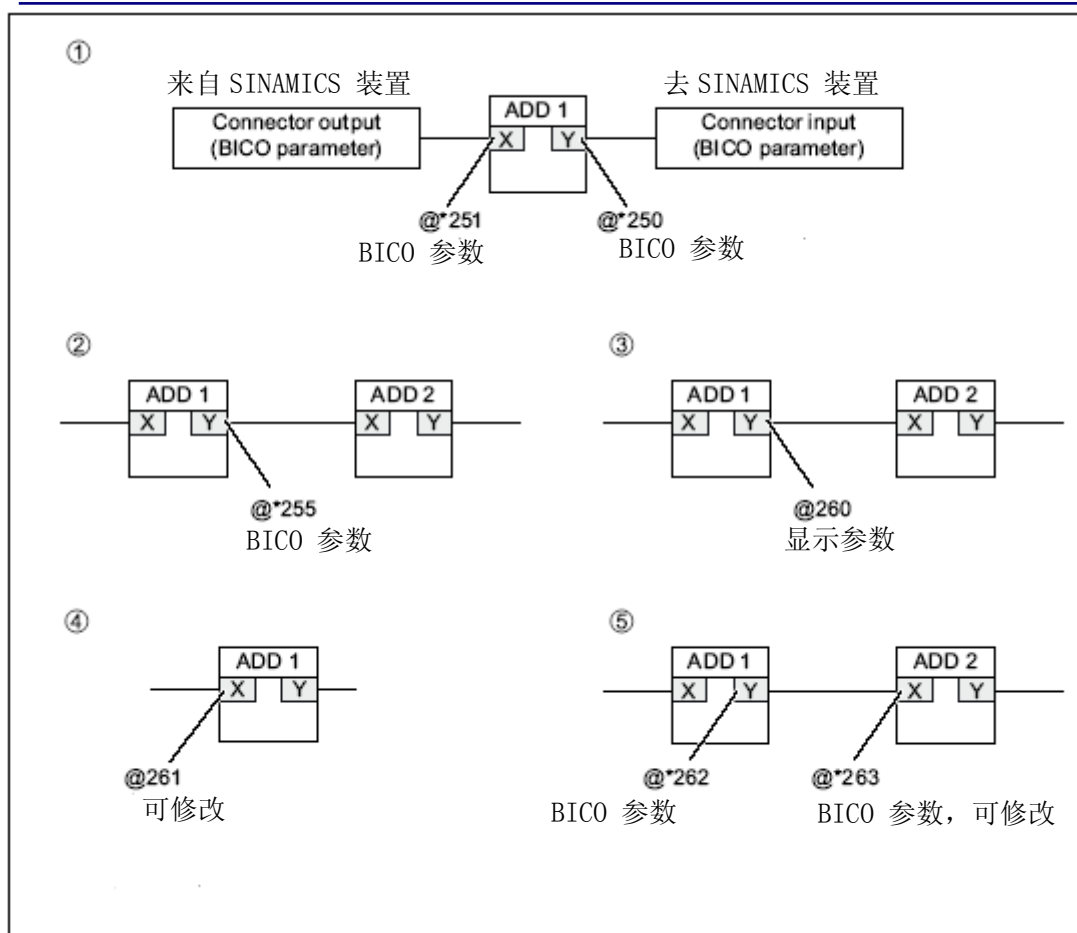 ①
来自 SINAMICS 装置
去 SINAMICS 装置
Connector output
(BICO parameter)
ADD 1
X Y
Connector input
(BICO parameter)
@*251
BICO 参数
@*250
BICO 参数
②
ADD 1
X Y
ADD 2
X Y
@*255
BICO 参数
③
ADD 1
X Y
ADD 2
X Y
@260
显示参数
④
ADD 1
X Y
@261
可修改
⑤
ADD 1
X Y
ADD 2
X Y
@*262
BICO 参数
@*263
BICO 参数，可修改